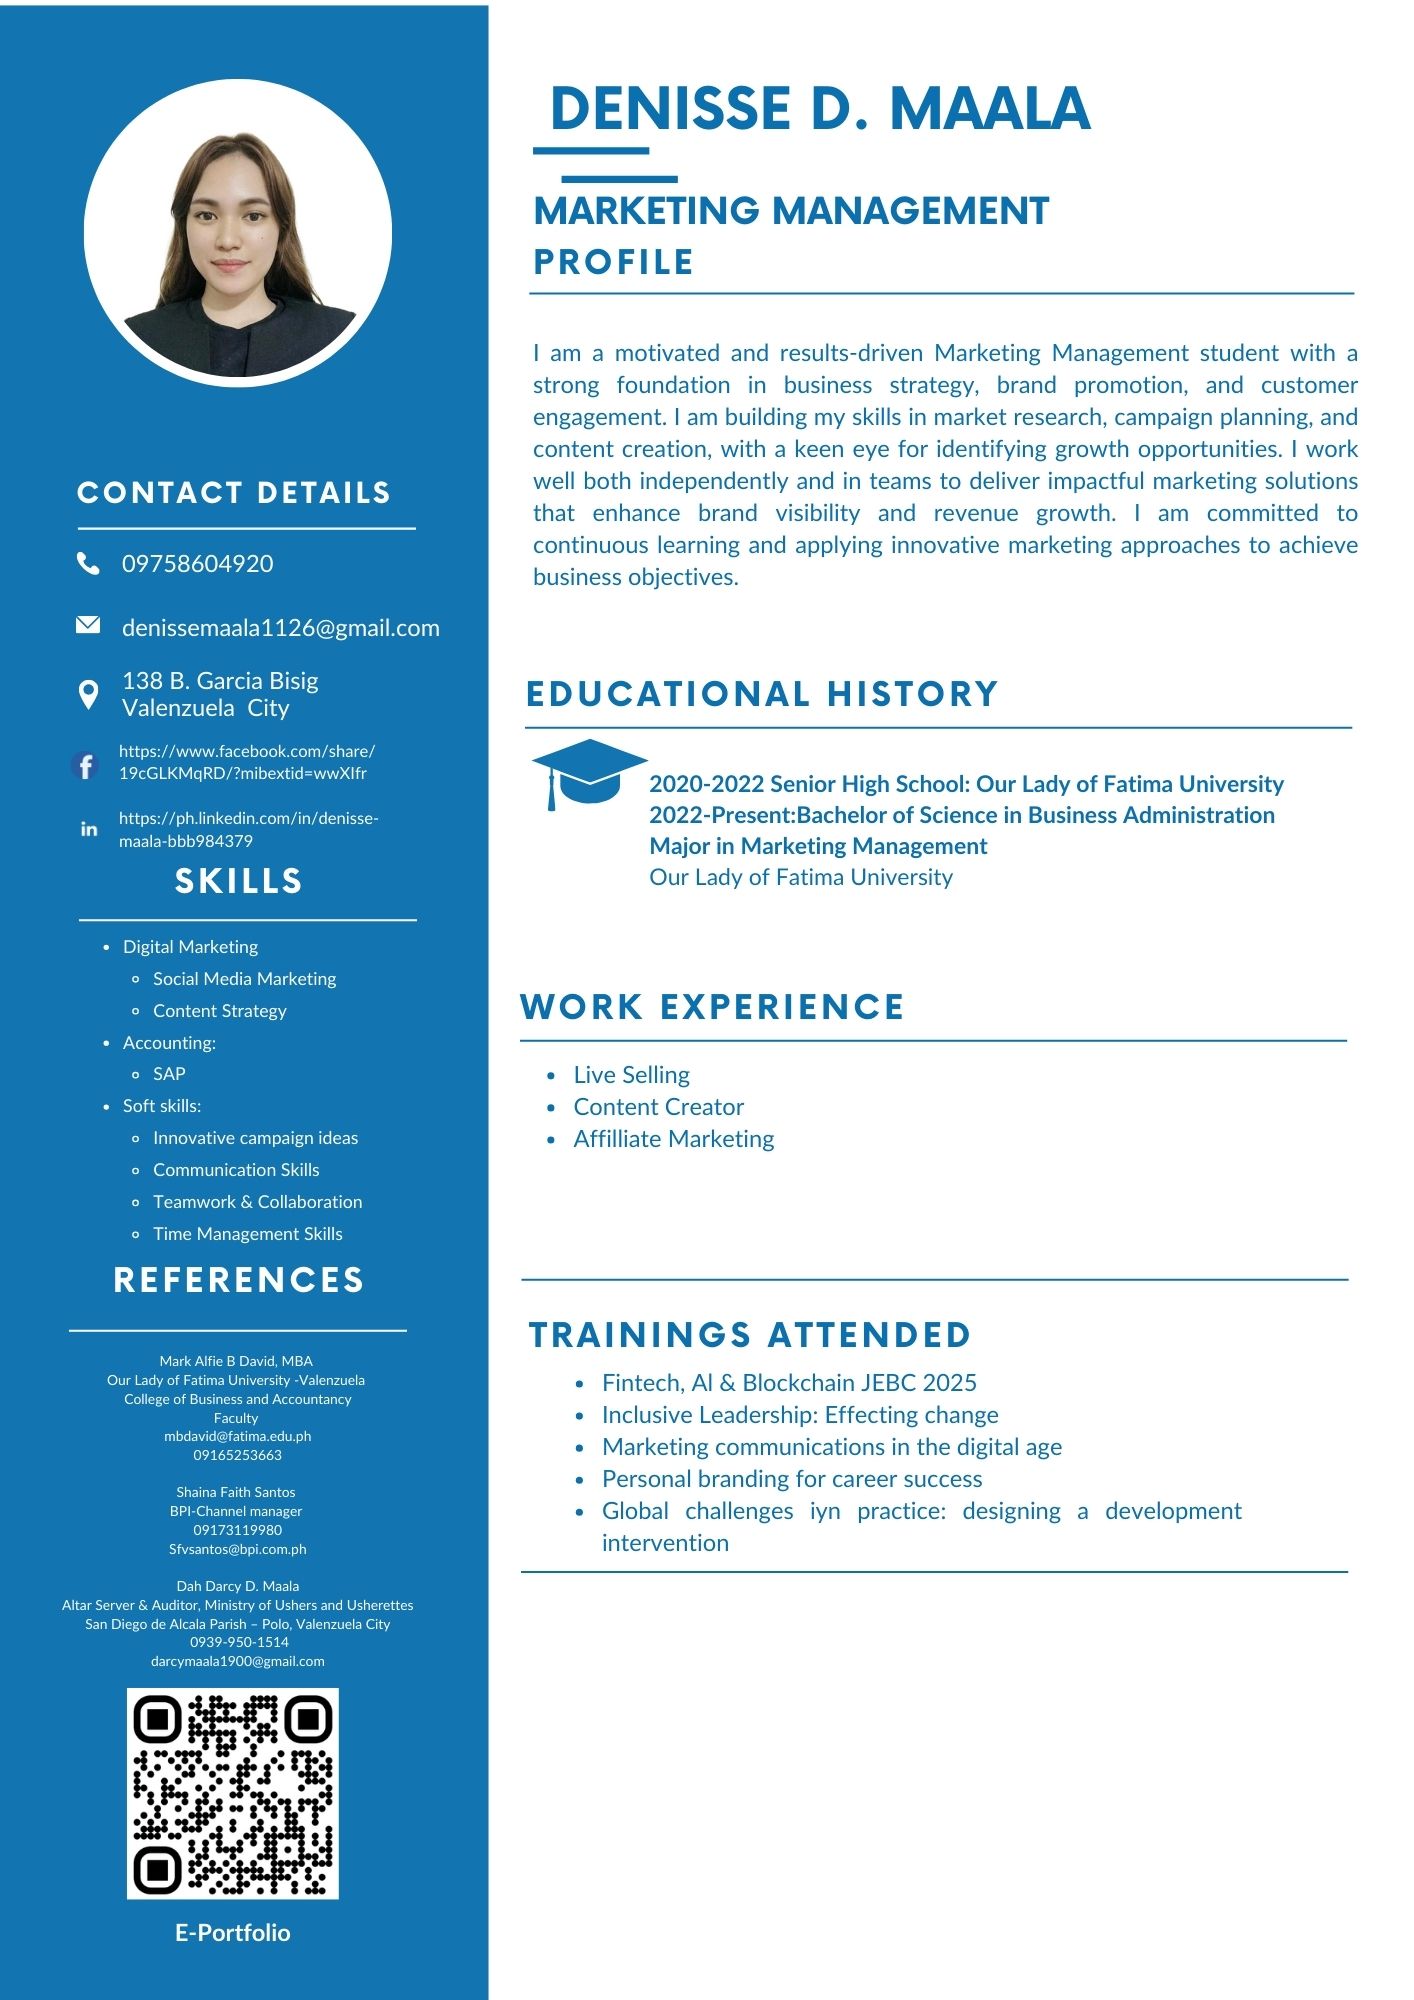 DENISSE D. MAALA
MARKETING MANAGEMENT
PROFILE
I am a motivated and results-driven Marketing Management student with a
strong foundation in business strategy, brand promotion, and customer
engagement. I am building my skills in market research, campaign planning, and
content creation, with a keen eye for identifying growth opportunities. I work
well both independently and in teams to deliver impactful marketing solutions
that enhance brand visibility and revenue growth. I am committed to
continuous learning and applying innovative marketing approaches to achieve
business objectives.
EDUCATIONAL HISTORY
2020-2022 Senior High School: Our Lady of Fatima University
2022-Present:Bachelor of Science in Business Administration
Major in Marketing Management
Our Lady of Fatima University
WORK EXPERIENCE
Live Selling
Content Creator
Affilliate Marketing
TRAININGS ATTENDED
Fintech, Al & Blockchain JEBC 2025
Inclusive Leadership: Effecting change
Marketing communications in the digital age
Personal branding for career success
Global challenges iyn practice: designing a development
intervention
CONTACT DETAILS
09758604920
denissemaala1126@gmail.com
138 B. Garcia Bisig
Valenzuela City
https://www.facebook.com/share/
19cGLKMqRD/?mibextid=wwXIfr
https://ph.linkedin.com/in/denisse-
maala-bbb984379
SKILLS
Digital Marketing
Social Media Marketing
Content Strategy
Accounting:
SAP
Soft skills:
Innovative campaign ideas
Communication Skills
Teamwork & Collaboration
Time Management Skills
REFERENCES
Mark Alfie B David, MBA
Our Lady of Fatima University -Valenzuela
College of Business and Accountancy
Faculty
mbdavid@fatima.edu.ph
09165253663
Shaina Faith Santos
BPI-Channel manager
09173119980
Sfvsantos@bpi.com.ph
Dah Darcy D. Maala
Altar Server & Auditor, Ministry of Ushers and Usherettes
San Diego de Alcala Parish – Polo, Valenzuela City
0939-950-1514
darcymaala1900@gmail.com
E-Portfolio